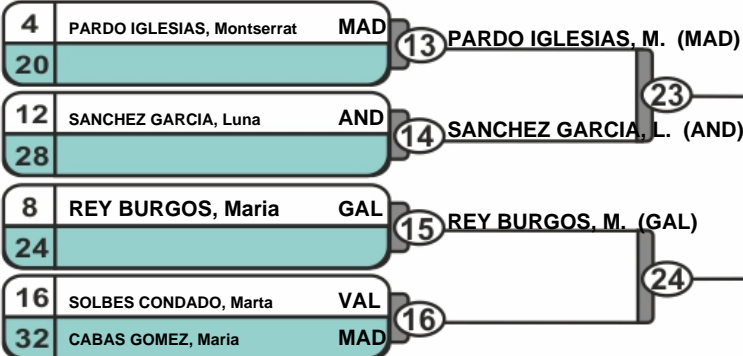 4 PARDO IGLESIAS, Montserrat MAD
13 PARDO IGLESIAS, M. (MAD)
20
23
12 SANCHEZ GARCIA, Luna AND
14 SANCHEZ GARCIA, L. (AND)
28
8 REY BURGOS, Maria GAL
15 REY BURGOS, M. (GAL)
24
24
16 SOLBES CONDADO, Marta VAL
16
32 CABAS GOMEZ, Maria MAD